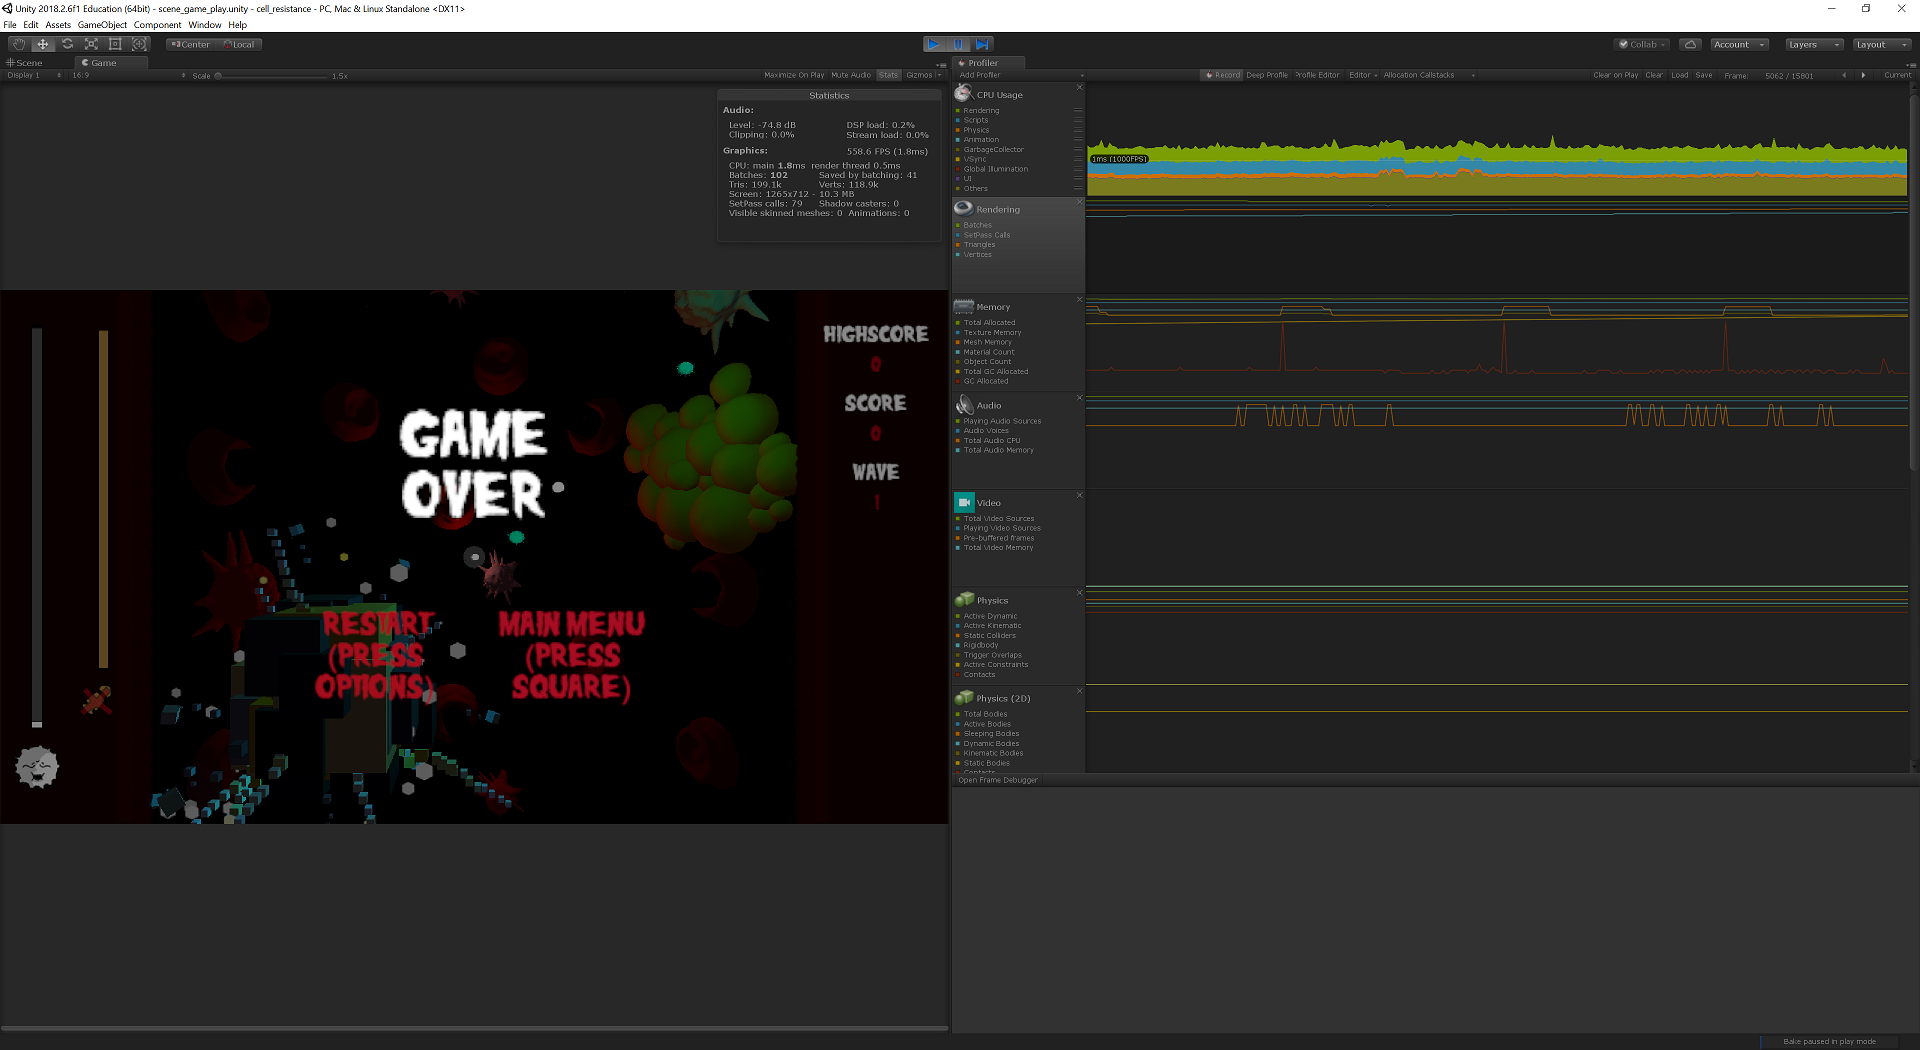 Unity 2018.2.6f1 Education (64bit) - scene_game_play.unity - cell_resistance - PC, Mac & Linux Standalone <DX11>
File Edit Assets GameObject Component Window Help
Center Local
Collab Account Layers Layout
Scene Game
Display 1 16:9 Scale 1.5x Maximize On Play Mute Audio Stats Gizmos
Statistics
Audio:
Level: -74.8 dB DSP load: 0.2%
Clipping: 0.0% Stream load: 0.0%
Graphics: 558.6 FPS (1.8ms)
CPU: main 1.8ms render thread 0.5ms
Batches: 102 Saved by batching: 41
Tris: 199.1k Verts: 118.9k
Screen: 1265x712 - 10.3 MB
SetPass calls: 79 Shadow casters: 0
Visible skinned meshes: 0 Animations: 0
HIGHSCORE
0
SCORE
0
WAVE
1
GAME
OVER
RESTART
(PRESS
OPTIONS)
MAIN MENU
(PRESS
SQUARE)
Profiler
Add Profiler Record Deep Profile Profile Editor Editor Allocation Callstacks Clear on Play Clear Load Save Frame: 5062 / 15801 Current
CPU Usage
Rendering
Scripts
Physics
Animation
GarbageCollector
VSync
Global Illumination
UI
Others
1ms (1000FPS)
Rendering
Batches
SetPass Calls
Triangles
Vertices
Memory
Total Allocated
Texture Memory
Mesh Memory
Material Count
Object Count
Total GC Allocated
GC Allocated
Audio
Playing Audio Sources
Audio Voices
Total Audio CPU
Total Audio Memory
Video
Total Video Sources
Playing Video Sources
Pre-buffered frames
Total Video Memory
Physics
Active Dynamic
Active Kinematic
Static Colliders
Rigidbody
Trigger Overlaps
Active Constraints
Contacts
Physics (2D)
Total Bodies
Active Bodies
Sleeping Bodies
Dynamic Bodies
Kinematic Bodies
Static Bodies
Contacts
Open Frame Debugger
Bake paused in play mode